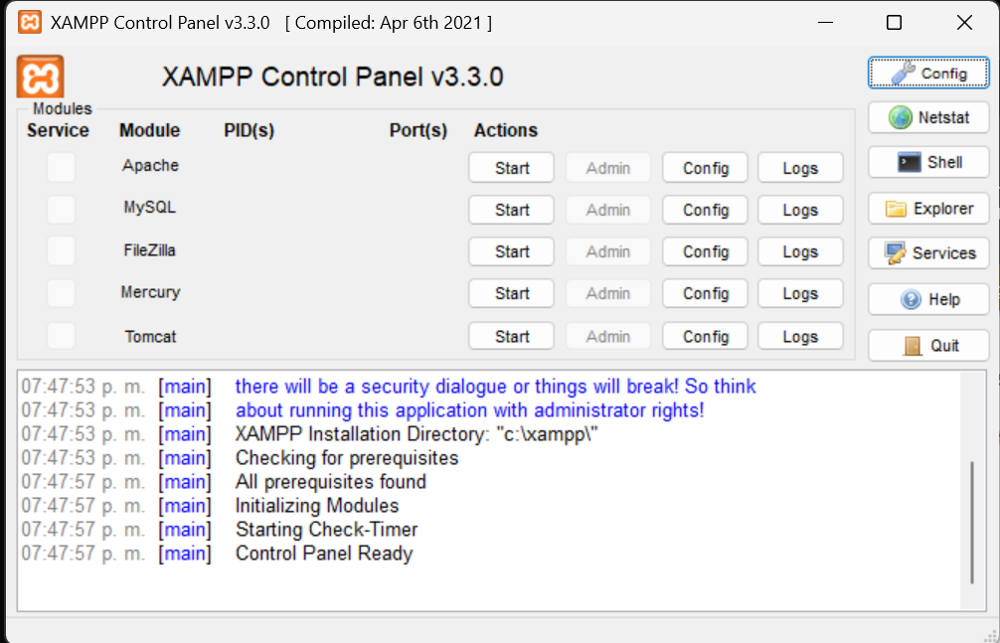 XAMPP Control Panel v3.3.0 [ Compiled: Apr 6th 2021 ]
XAMPP Control Panel v3.3.0
Config
Modules
Service Module PID(s) Port(s) Actions
Netstat
Apache Start Admin Config Logs
Shell
MySQL Start Admin Config Logs
Explorer
FileZilla Start Admin Config Logs
Services
Mercury Start Admin Config Logs
Help
Tomcat Start Admin Config Logs
Quit
07:47:53 p. m. [main] there will be a security dialogue or things will break! So think
07:47:53 p. m. [main] about running this application with administrator rights!
07:47:53 p. m. [main] XAMPP Installation Directory: "c:\xampp\"
07:47:53 p. m. [main] Checking for prerequisites
07:47:57 p. m. [main] All prerequisites found
07:47:57 p. m. [main] Initializing Modules
07:47:57 p. m. [main] Starting Check-Timer
07:47:57 p. m. [main] Control Panel Ready